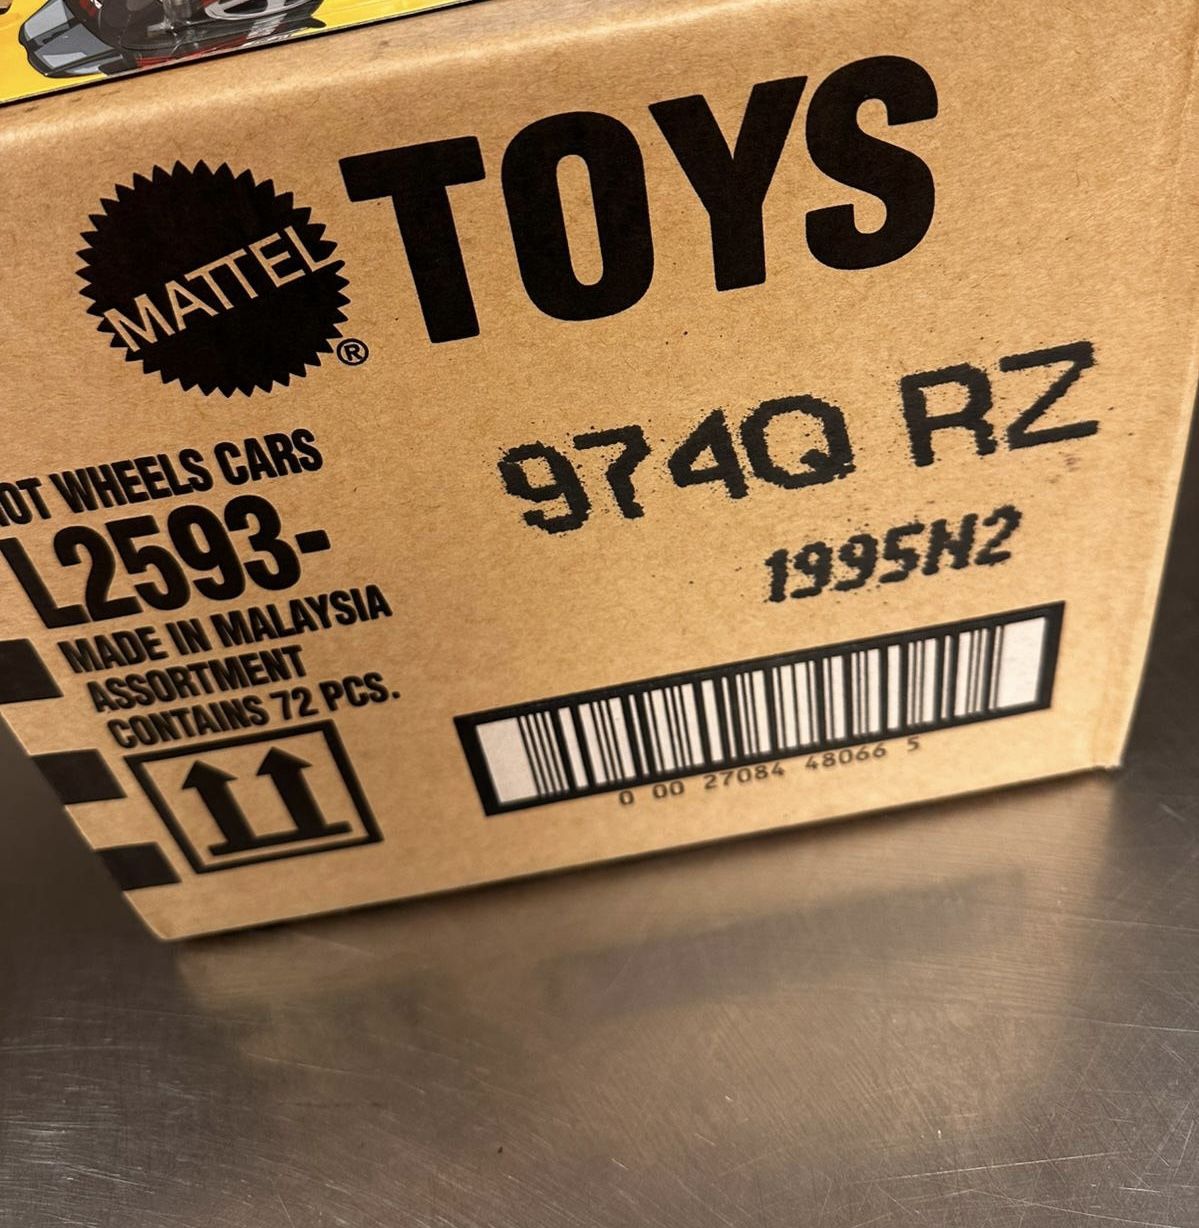 MATTEL ® TOYS
974Q RZ
1995N2
HOT WHEELS CARS
L2593-
MADE IN MALAYSIA
ASSORTMENT
CONTAINS 72 PCS.
0 00 27084 48066 5